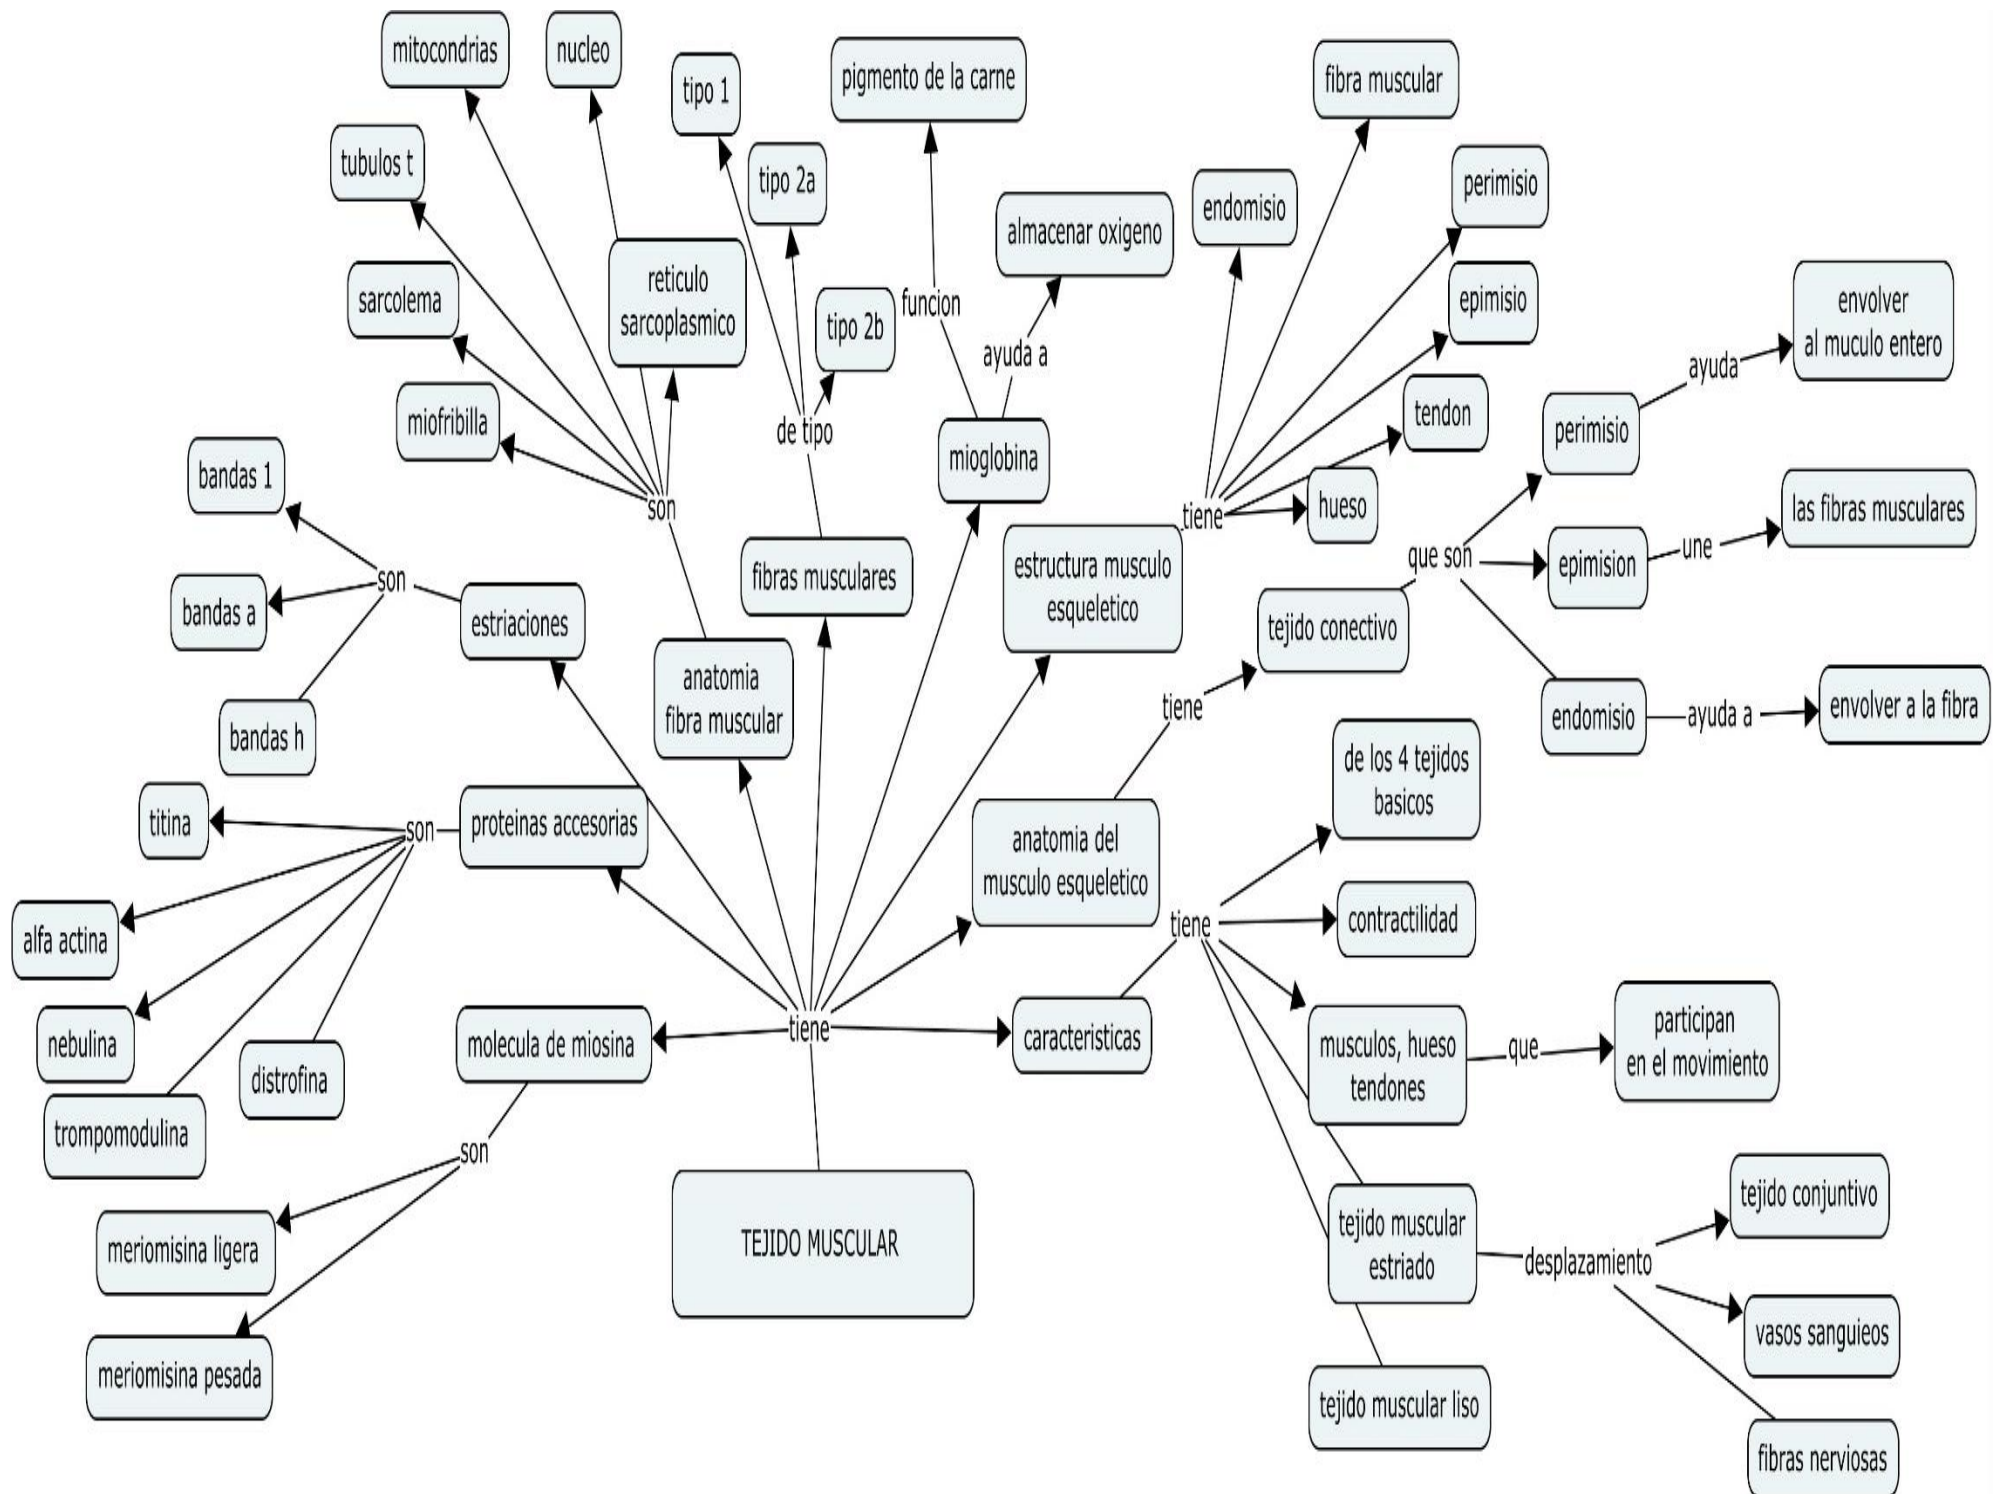 mitocondrias
nucleo
tipo 1
pigmento de la carne
fibra muscular
tubulos t
tipo 2a
endomisio
perimisio
almacenar oxigeno
sarcolema
reticulo
sarcoplasmico
tipo 2b
funcion
epimisio
envolver
al muculo entero
ayuda a
ayuda
miofribilla
de tipo
mioglobina
tendon
perimisio
bandas 1
son
tiene
hueso
las fibras musculares
que son
epimision
une
son
fibras musculares
estructura musculo
esqueletico
bandas a
estriaciones
tejido conectivo
anatomia
fibra muscular
tiene
endomisio
ayuda a
envolver a la fibra
bandas h
de los 4 tejidos
basicos
titina
son
proteinas accesorias
anatomia del
musculo esqueletico
alfa actina
tiene
contractilidad
nebulina
distrofina
molecula de miosina
tiene
caracteristicas
musculos, hueso
tendones
que
participan
en el movimiento
trompomodulina
son
meriomisina ligera
TEJIDO MUSCULAR
tejido muscular
estriado
desplazamiento
tejido conjuntivo
vasos sanguieos
meriomisina pesada
tejido muscular liso
fibras nerviosas